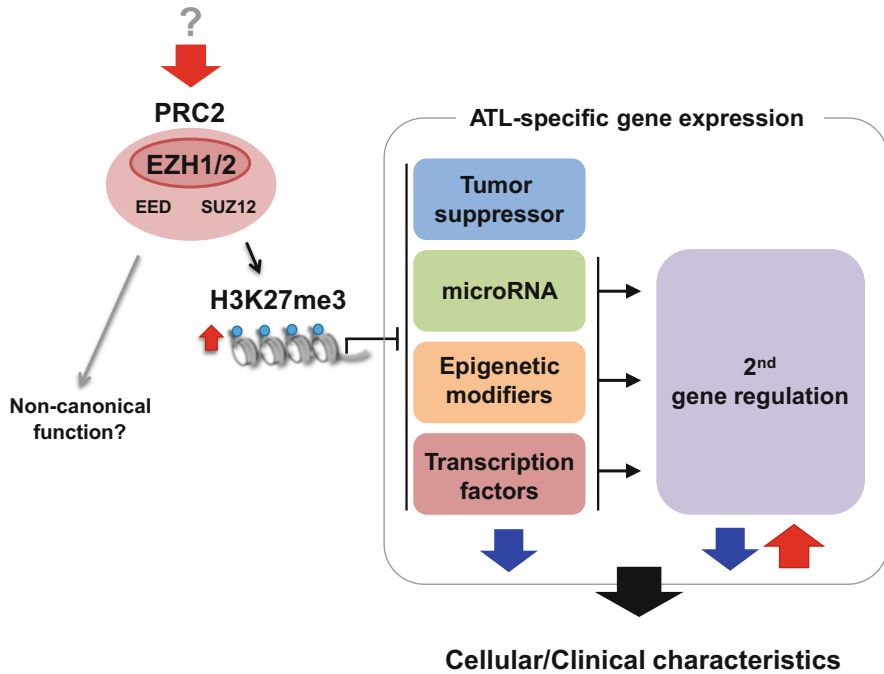 ?
PRC2
EZH1/2
EED SUZ12
H3K27me3
Non-canonical
function?
ATL-specific gene expression
Tumor
suppressor
microRNA
Epigenetic
modifiers
Transcription
factors
2nd
gene regulation
Cellular/Clinical characteristics